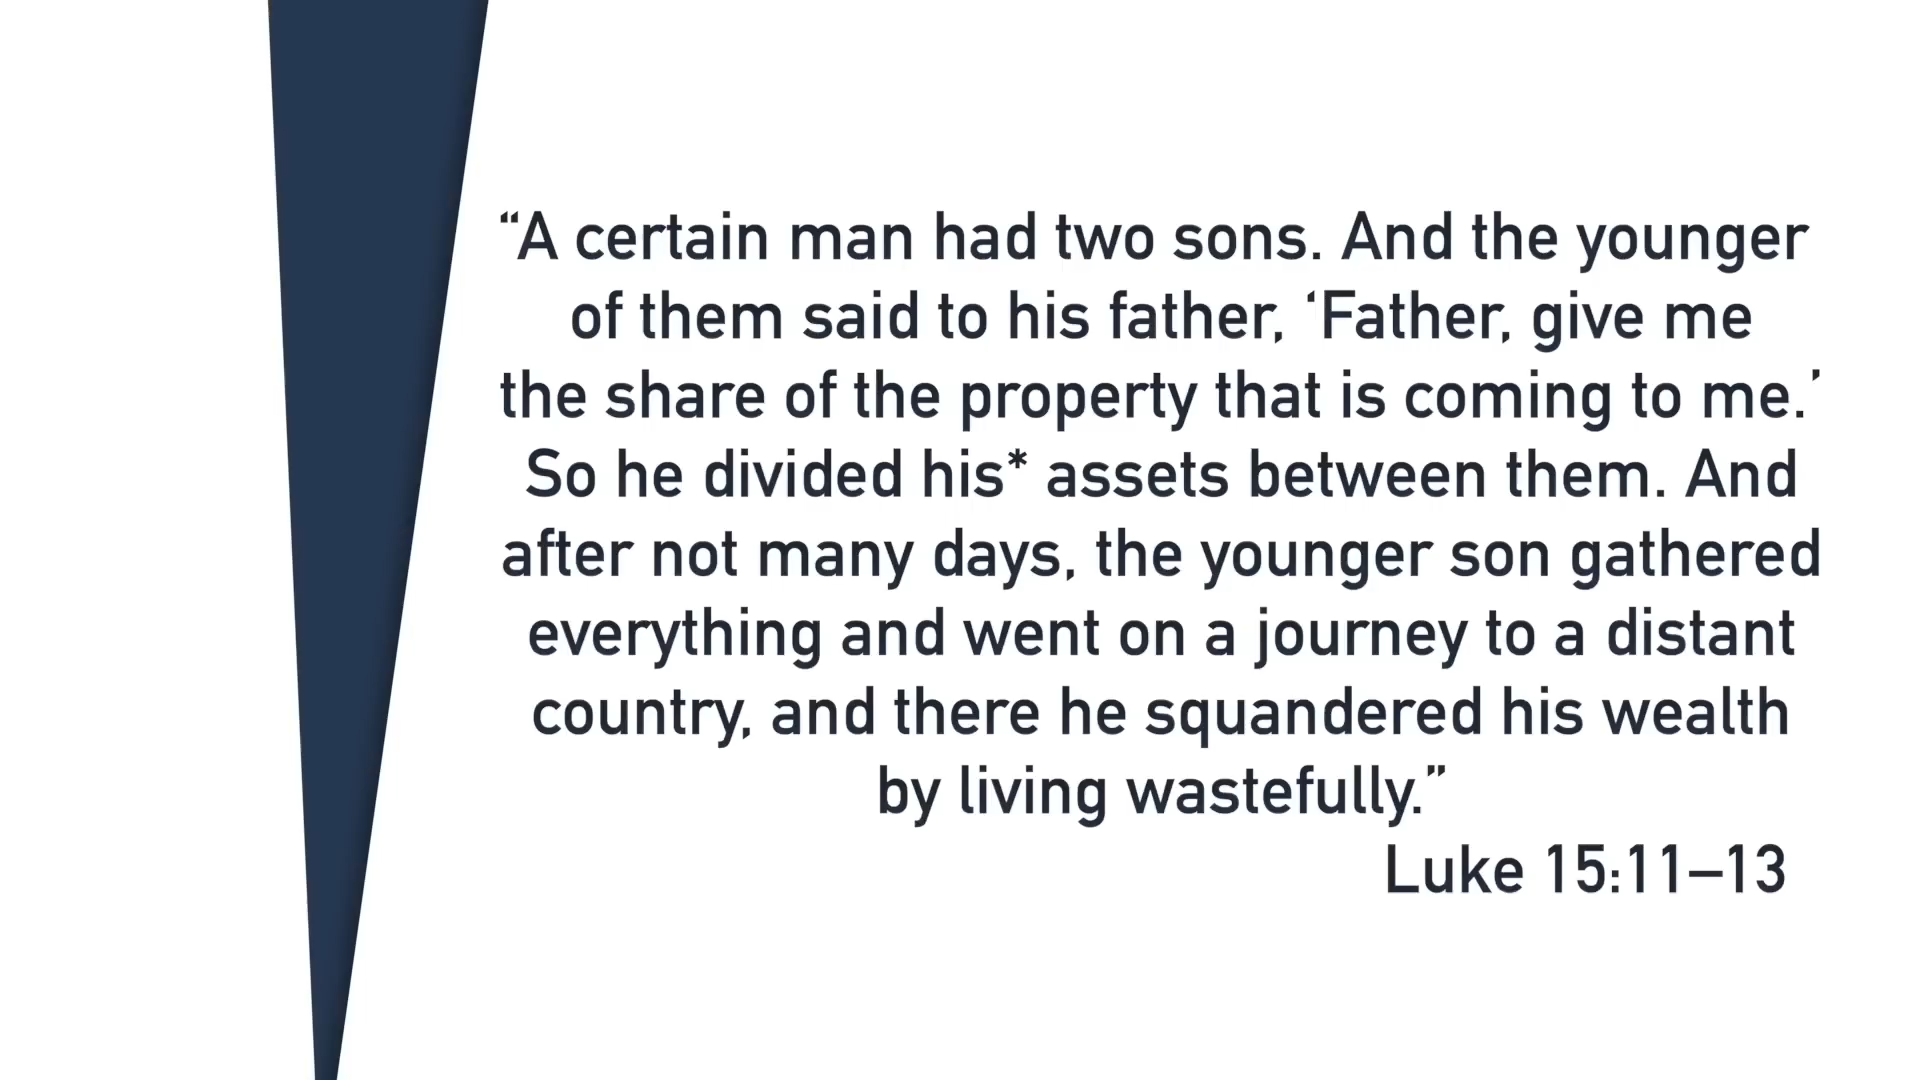 “A certain man had two sons. And the younger
of them said to his father, ‘Father, give me
the share of the property that is coming to me.’
So he divided his* assets between them. And
after not many days, the younger son gathered
everything and went on a journey to a distant
country, and there he squandered his wealth
by living wastefully.”
Luke 15:11–13